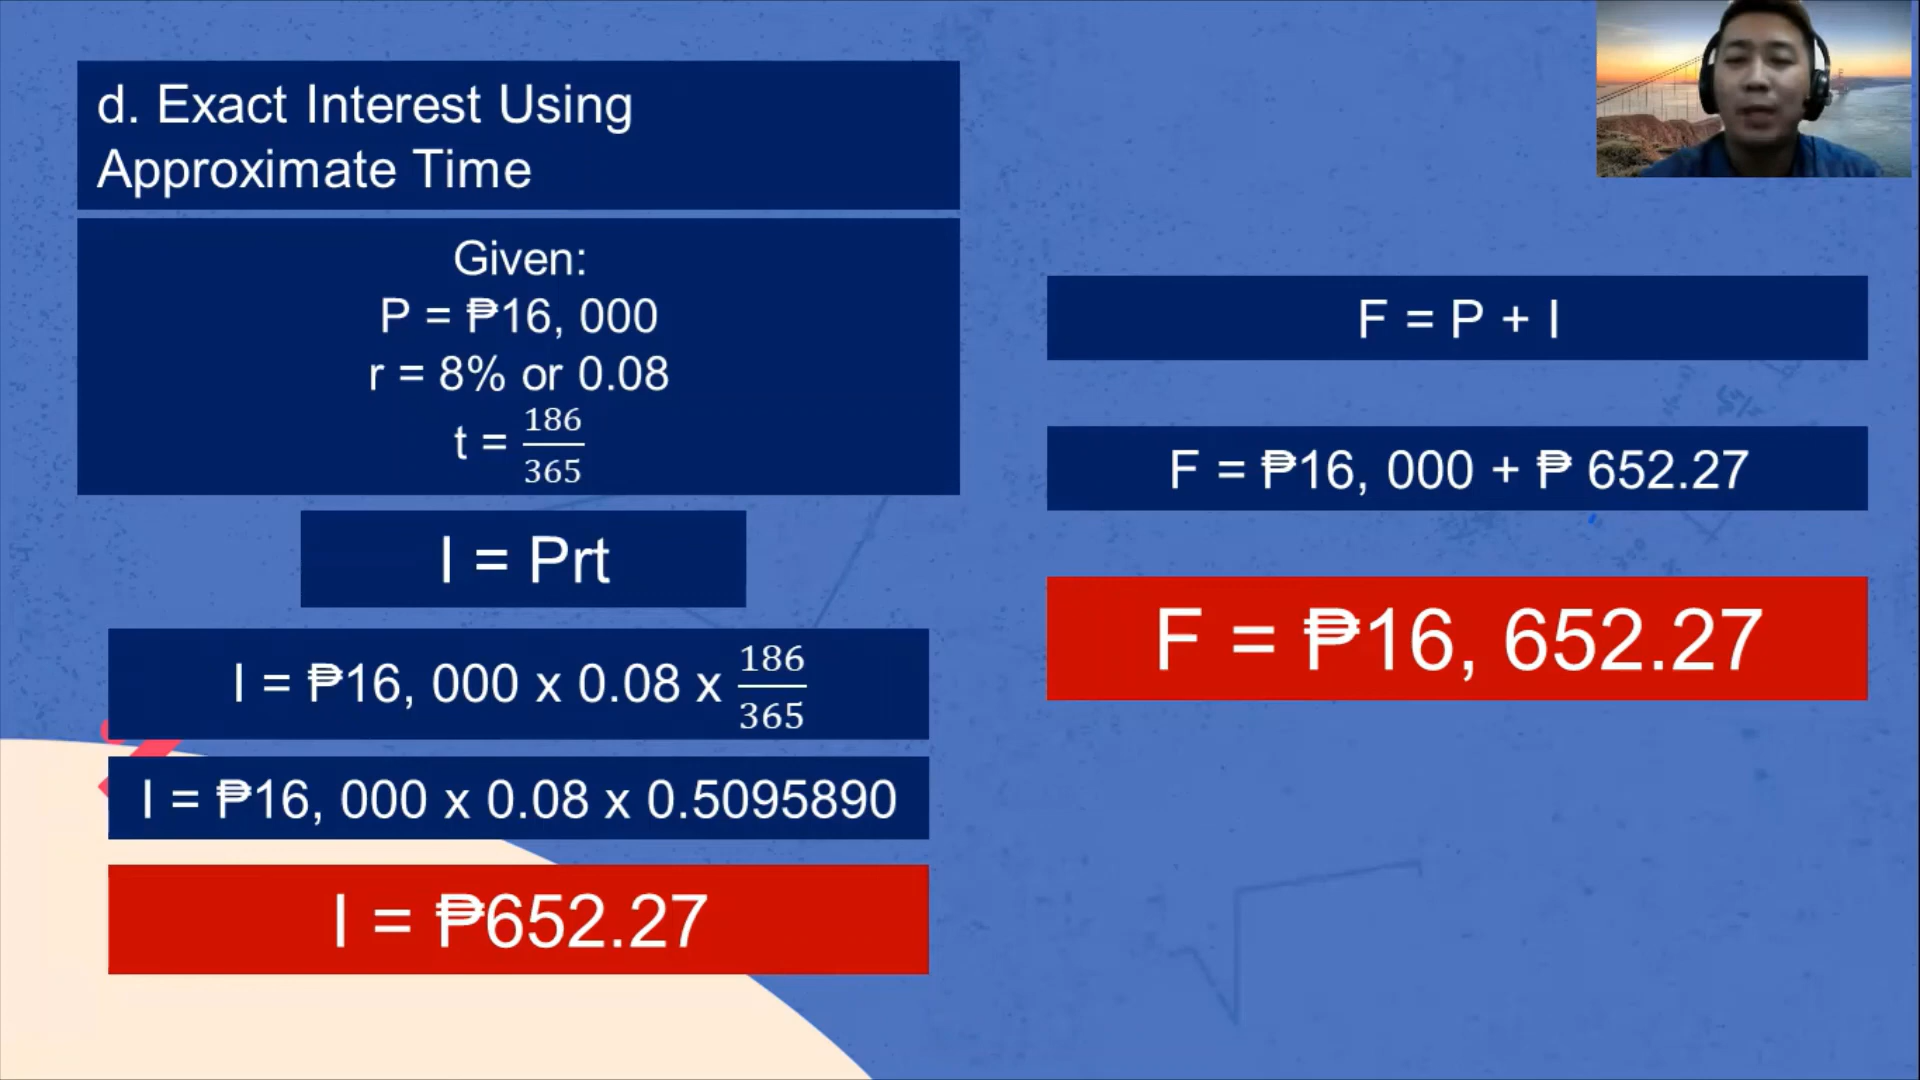 d. Exact Interest Using
Approximate Time
Given:
P = ₱16, 000
r = 8% or 0.08
t = 186/365
I = Prt
I = ₱16, 000 x 0.08 x 186/365
I = ₱16, 000 x 0.08 x 0.5095890
I = ₱652.27
F = P + I
F = ₱16, 000 + ₱ 652.27
F = ₱16, 652.27